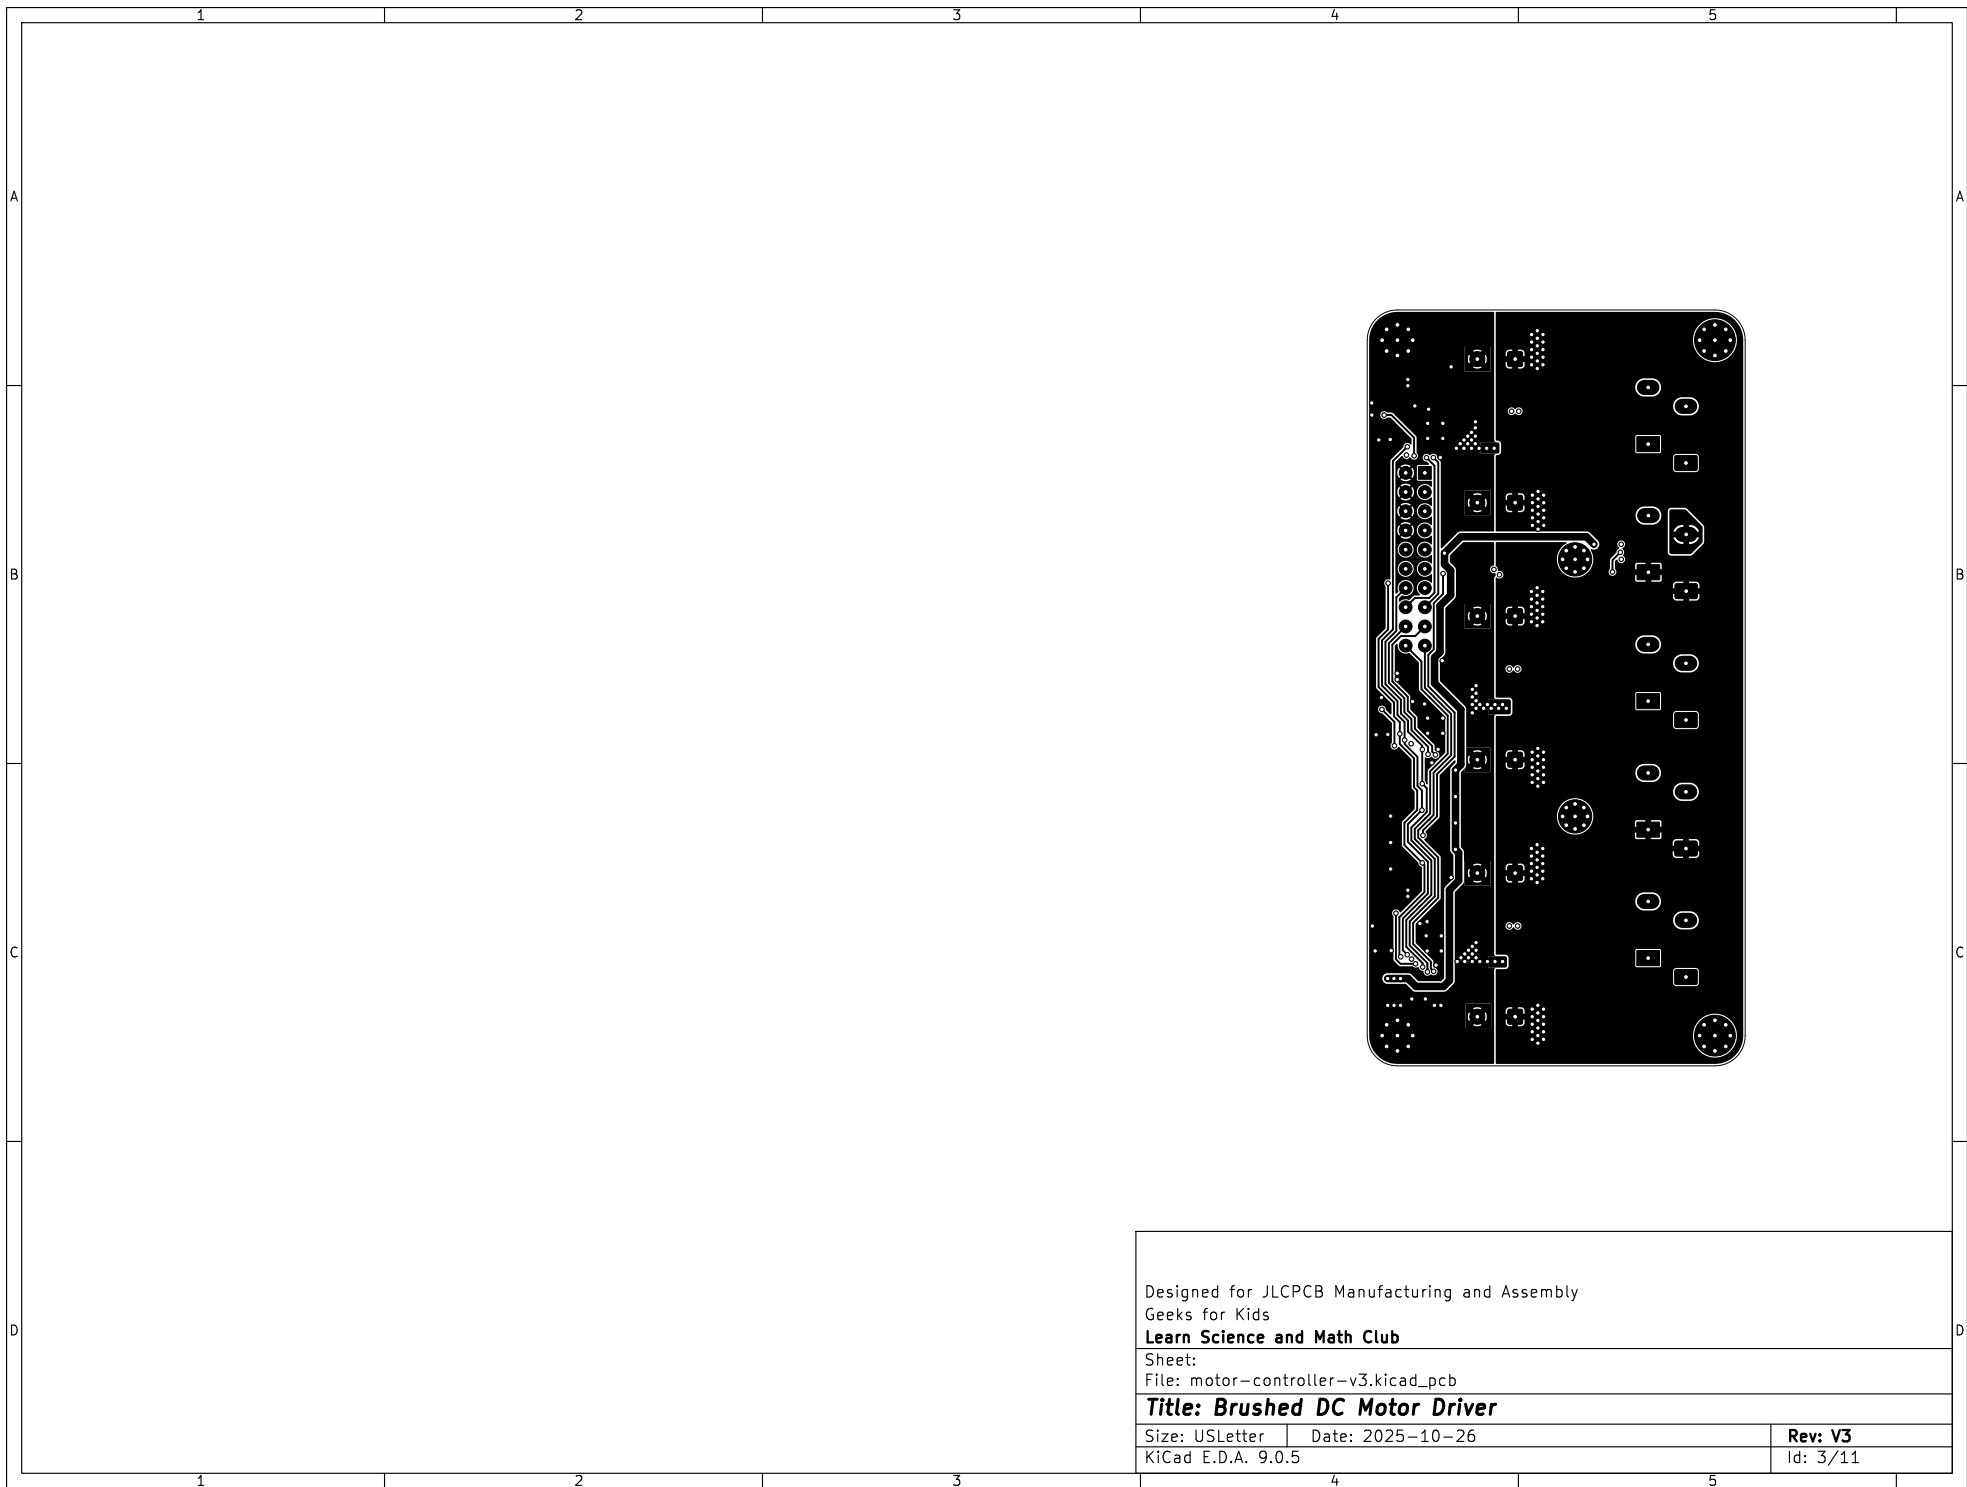 1 2 3 4 5
A A
B B
C C
D D
Designed for JLCPCB Manufacturing and Assembly
Geeks for Kids
Learn Science and Math Club
Sheet:
File: motor-controller-v3.kicad_pcb
Title: Brushed DC Motor Driver
Size: USLetter Date: 2025-10-26 Rev: V3
KiCad E.D.A. 9.0.5 Id: 3/11
1 2 3 4 5